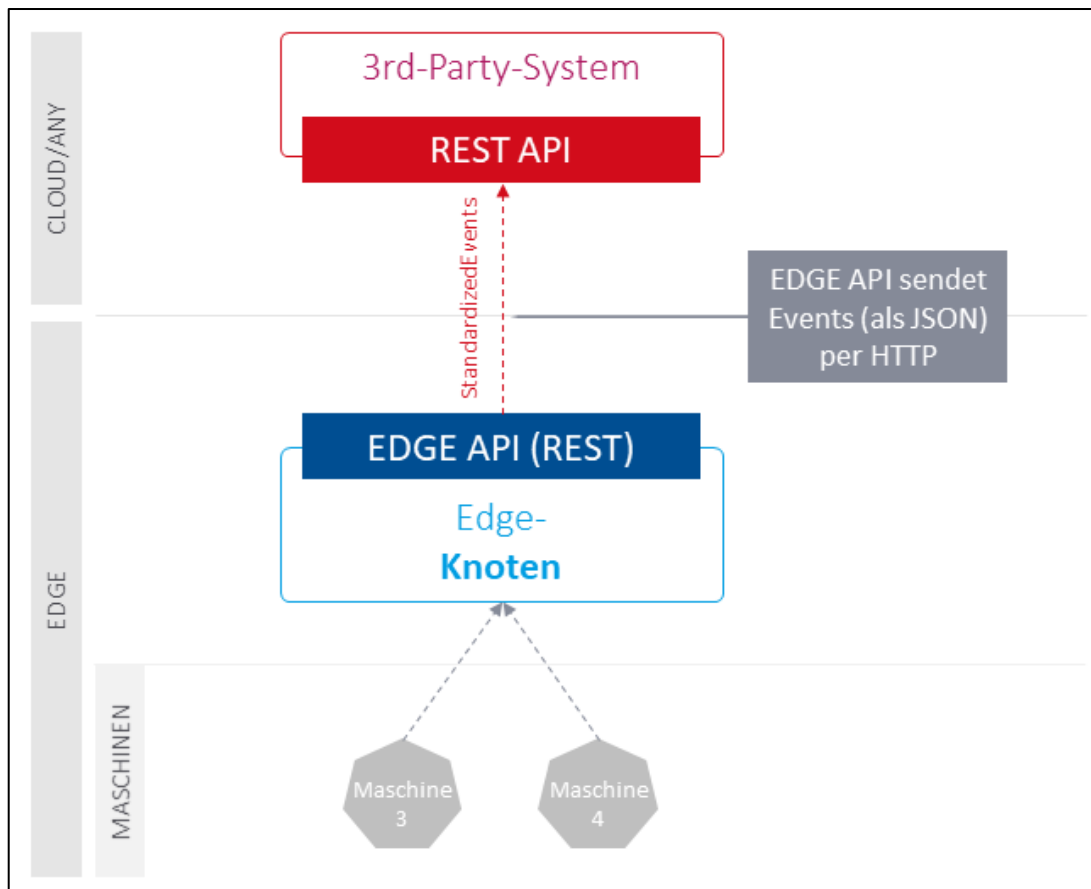 CLOUD/ANY
3rd-Party-System
REST API
StandardizedEvents
EDGE API sendet
Events (als JSON)
per HTTP
EDGE
EDGE API (REST)
Edge-
Knoten
MASCHINEN
Maschine
3
Maschine
4